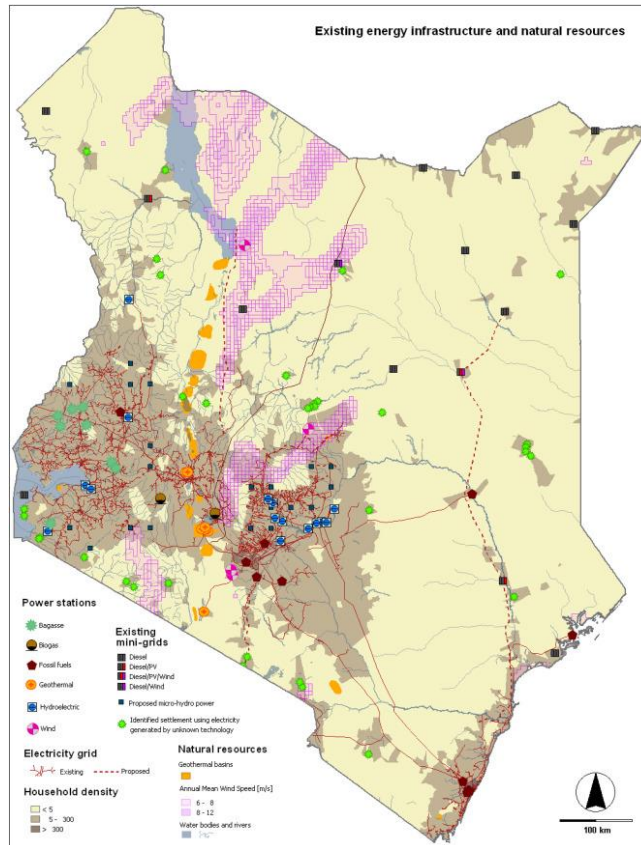 Existing energy infrastructure and natural resources
Power stations
Bagasse
Biogas
Fossil fuels
Geothermal
Hydroelectric
Wind
Existing
mini-grids
Diesel
Diesel/PV
Diesel/PV/Wind
Diesel/Wind
Proposed micro-hydro power
Identified settlement using electricity
generated by unknown technology
Electricity grid
Existing
Proposed
Household density
< 5
5 - 300
> 300
Natural resources
Geothermal basins
Annual Mean Wind Speed [m/s]
6 - 8
8 - 12
Water bodies and rivers
100 km